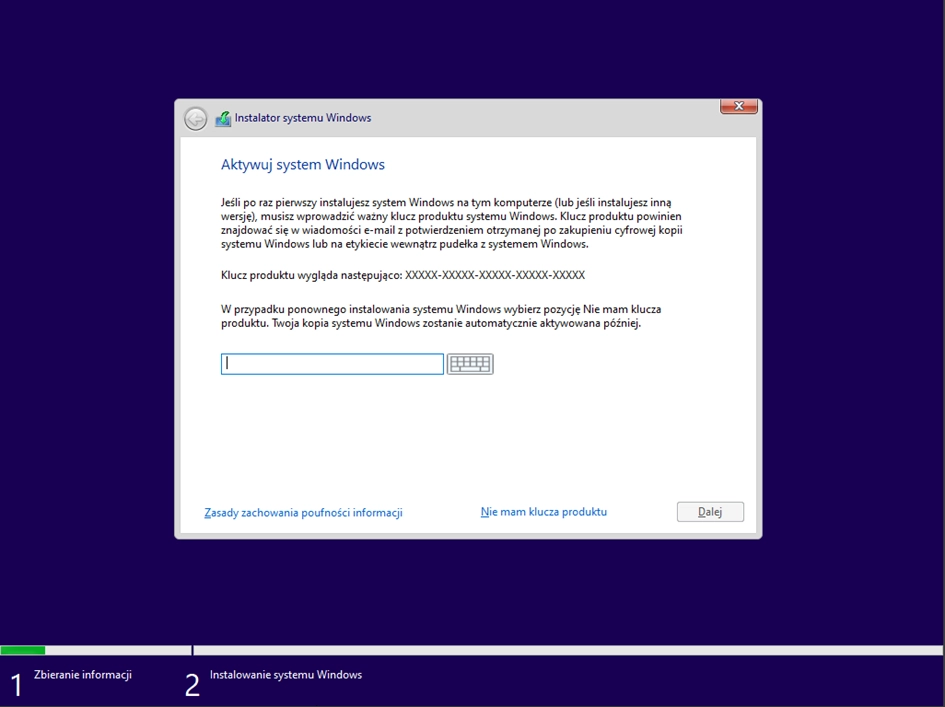 Instalator systemu Windows
Aktywuj system Windows
Jeśli po raz pierwszy instalujesz system Windows na tym komputerze (lub jeśli instalujesz inną
wersję), musisz wprowadzić ważny klucz produktu systemu Windows. Klucz produktu powinien
znajdować się w wiadomości e-mail z potwierdzeniem otrzymanej po zakupieniu cyfrowej kopii
systemu Windows lub na etykiecie wewnątrz pudełka z systemem Windows.
Klucz produktu wygląda następująco: XXXXX-XXXXX-XXXXX-XXXXX-XXXXX
W przypadku ponownego instalowania systemu Windows wybierz pozycję Nie mam klucza
produktu. Twoja kopia systemu Windows zostanie automatycznie aktywowana później.
Zasady zachowania poufności informacji
Nie mam klucza produktu
Dalej
1 Zbieranie informacji
2 Instalowanie systemu Windows